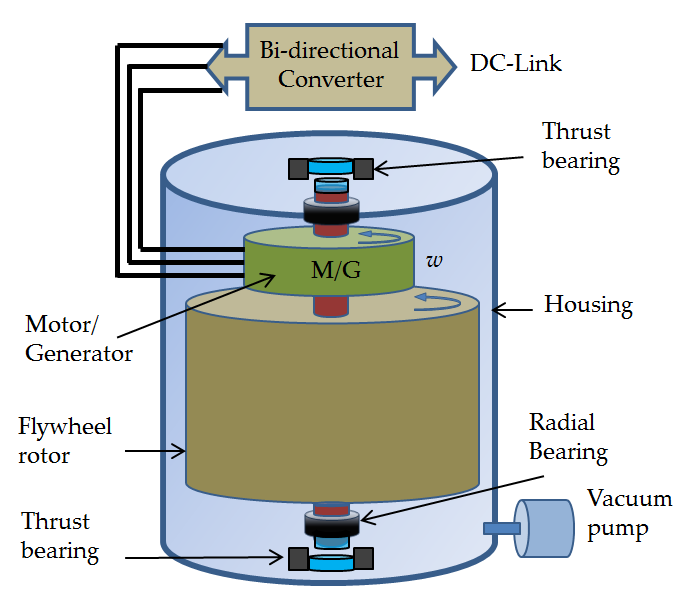 Bi-directional
Converter
DC-Link
Thrust
bearing
M/G
w
Housing
Motor/
Generator
Flywheel
rotor
Radial
Bearing
Vacuum
pump
Thrust
bearing